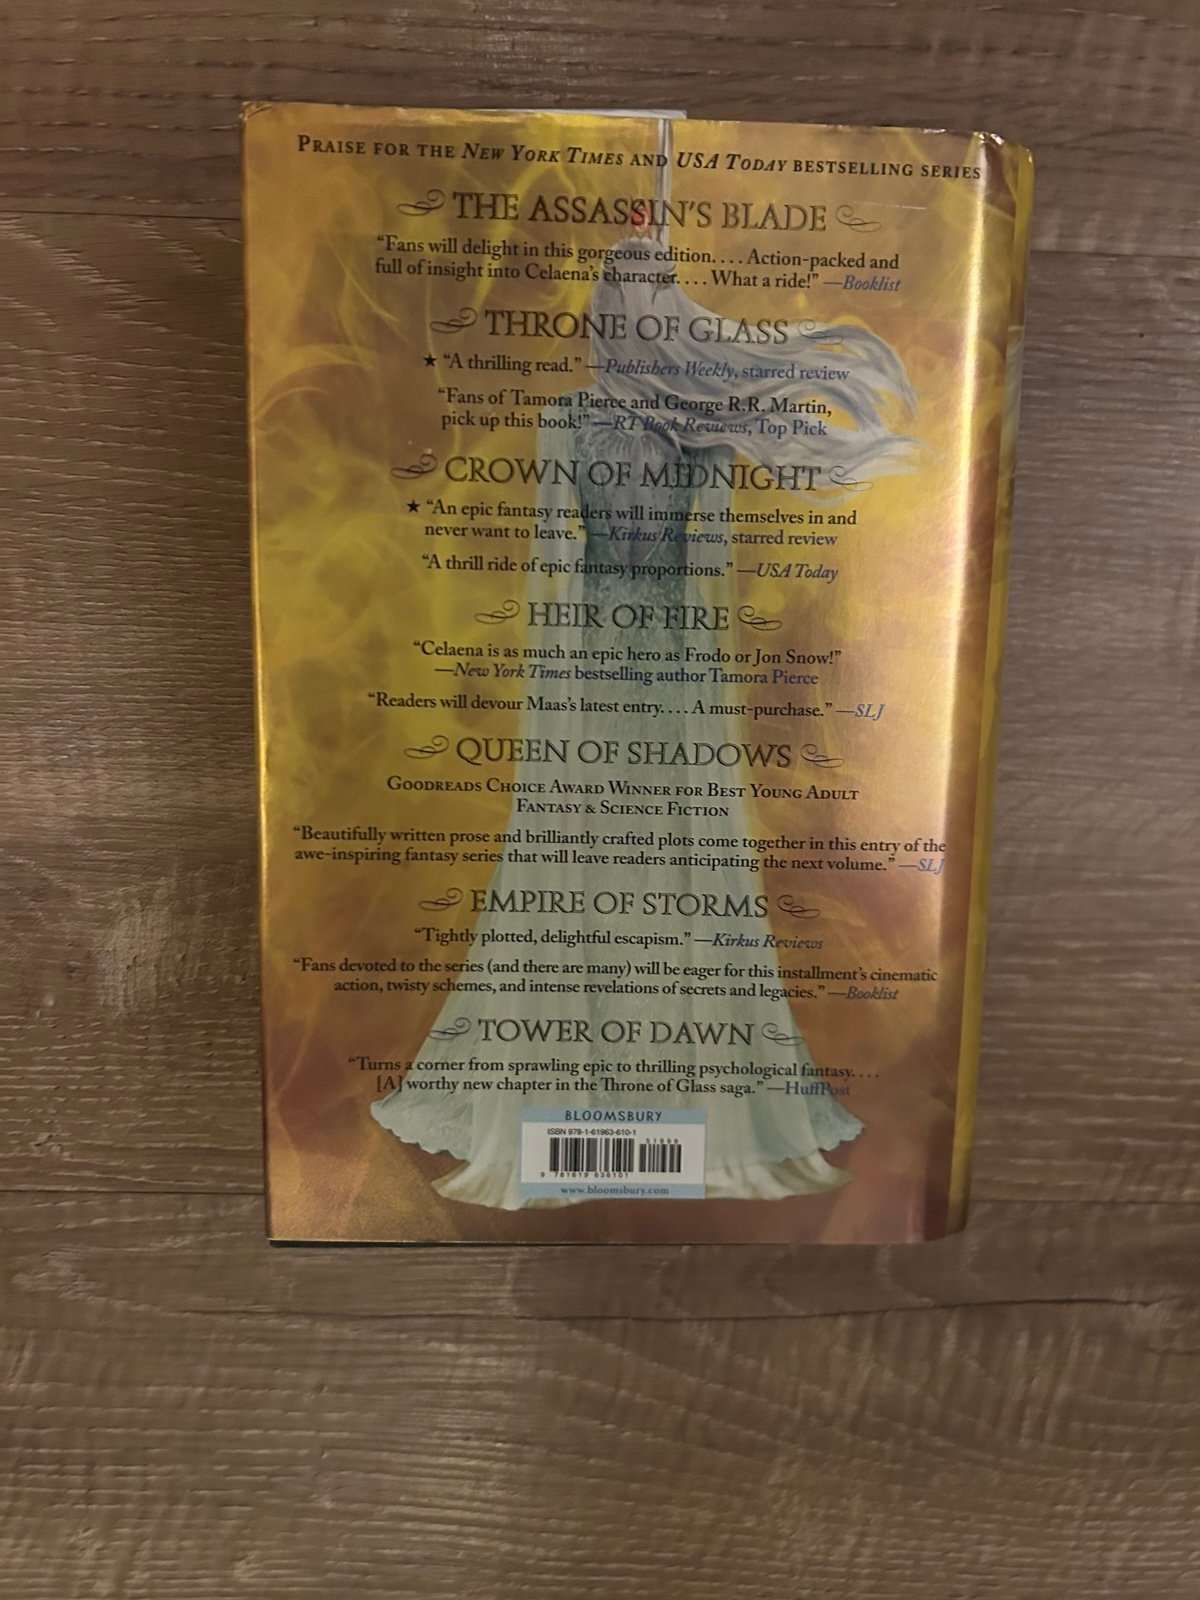 PRAISE FOR THE NEW YORK TIMES AND USA TODAY BESTSELLING SERIES
THE ASSASSIN'S BLADE
“Fans will delight in this gorgeous edition. . . . Action-packed and
full of insight into Celaena's character. . . . What a ride!” —Booklist
THRONE OF GLASS
★ “A thrilling read.” —Publishers Weekly, starred review
“Fans of Tamora Pierce and George R.R. Martin,
pick up this book!” —RT Book Reviews, Top Pick
CROWN OF MIDNIGHT
★ “An epic fantasy readers will immerse themselves in and
never want to leave.” —Kirkus Reviews, starred review
“A thrill ride of epic fantasy proportions.” —USA Today
HEIR OF FIRE
“Celaena is as much an epic hero as Frodo or Jon Snow!”
—New York Times bestselling author Tamora Pierce
“Readers will devour Maas's latest entry. . . . A must-purchase.” —SLJ
QUEEN OF SHADOWS
GOODREADS CHOICE AWARD WINNER FOR BEST YOUNG ADULT
FANTASY & SCIENCE FICTION
“Beautifully written prose and brilliantly crafted plots come together in this entry of the
awe-inspiring fantasy series that will leave readers anticipating the next volume.” —SLJ
EMPIRE OF STORMS
“Tightly plotted, delightful escapism.” —Kirkus Reviews
“Fans devoted to the series (and there are many) will be eager for this installment's cinematic
action, twisty schemes, and intense revelations of secrets and legacies.” —Booklist
TOWER OF DAWN
“Turns a corner from sprawling epic to thrilling psychological fantasy. . . .
[A] worthy new chapter in the Throne of Glass saga.” —HuffPost
BLOOMSBURY
ISBN 978-1-61963-610-1
51999
9 781619 636101
www.bloomsbury.com